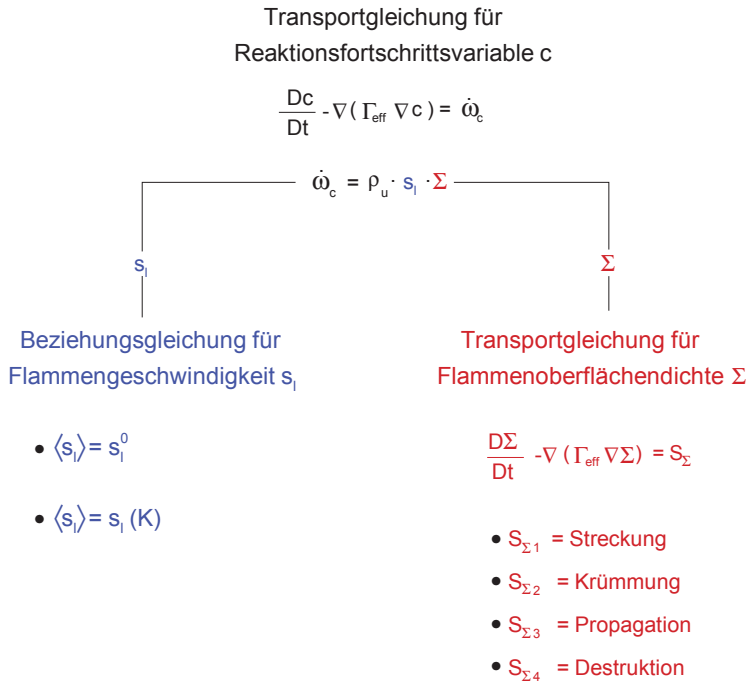 Transportgleichung für
Reaktionsfortschrittsvariable c
Dc/Dt - ∇( Γeff ∇c ) = ω̇c
ω̇c = ρu · sl · Σ
sl
Σ
Beziehungsgleichung für
Flammengeschwindigkeit sl
• ⟨sl⟩ = sl⁰
• ⟨sl⟩ = sl (K)
Transportgleichung für
Flammenoberflächendichte Σ
DΣ/Dt -∇ ( Γeff ∇Σ) = SΣ
• SΣ1 = Streckung
• SΣ2 = Krümmung
• SΣ3 = Propagation
• SΣ4 = Destruktion